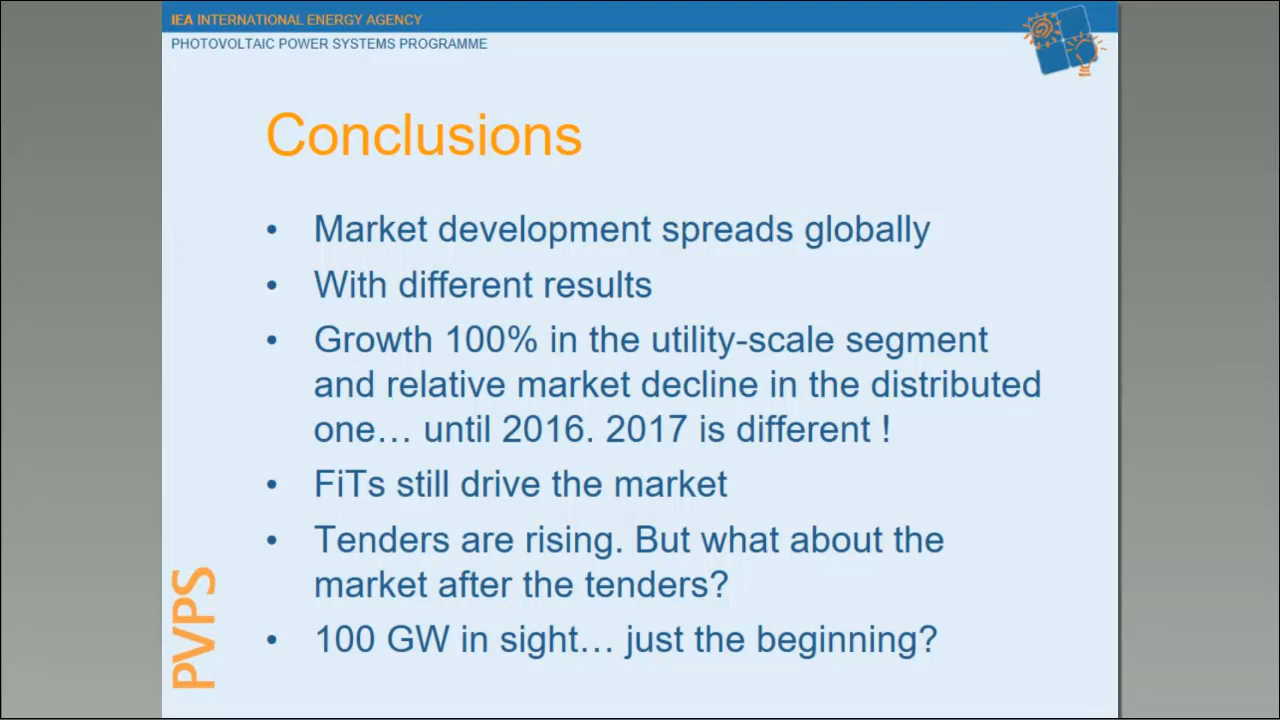 IEA INTERNATIONAL ENERGY AGENCY
PHOTOVOLTAIC POWER SYSTEMS PROGRAMME
Conclusions
• Market development spreads globally
• With different results
• Growth 100% in the utility-scale segment
and relative market decline in the distributed
one… until 2016. 2017 is different !
• FiTs still drive the market
• Tenders are rising. But what about the
market after the tenders?
• 100 GW in sight… just the beginning?
PVPS